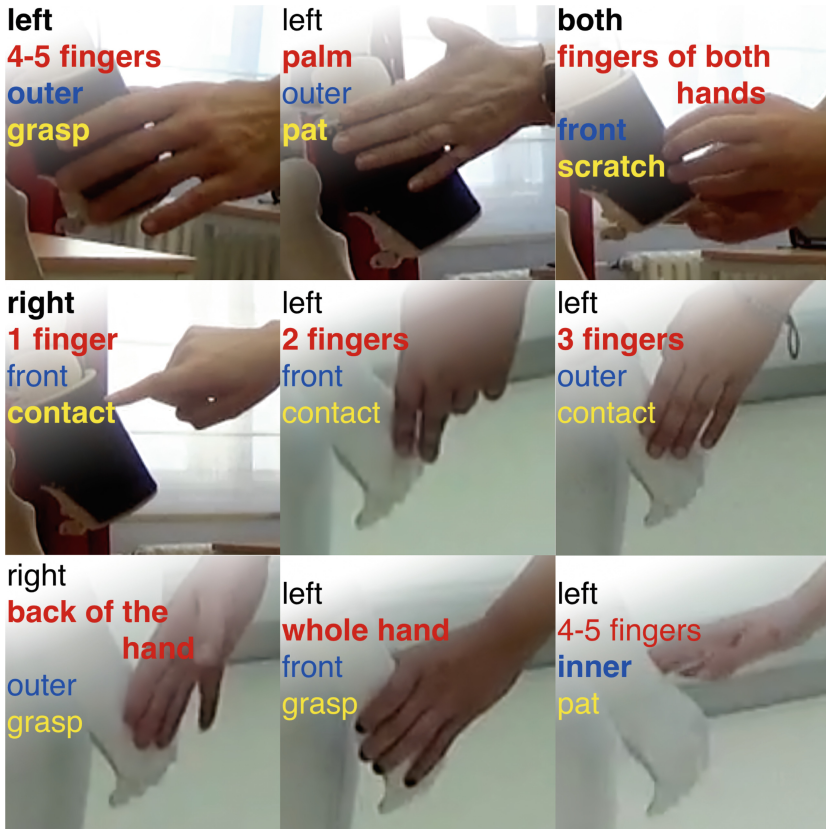 left
4-5 fingers
outer
grasp
left
palm
outer
pat
both
fingers of both
hands
front
scratch
right
1 finger
front
contact
left
2 fingers
front
contact
left
3 fingers
outer
contact
right
back of the
hand
outer
grasp
left
whole hand
front
grasp
left
4-5 fingers
inner
pat